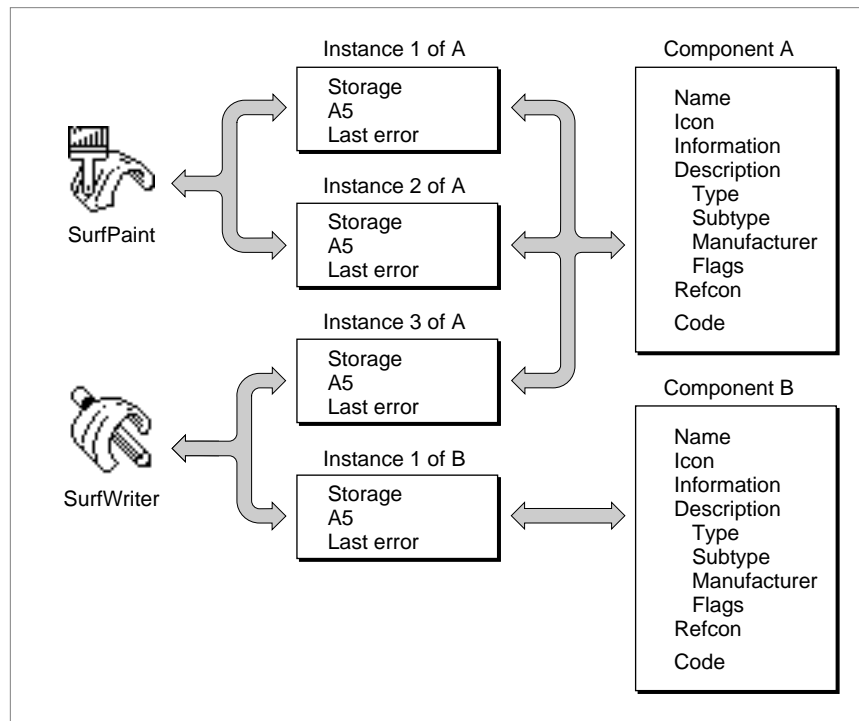 Instance 1 of A
Storage
A5
Last error
SurfPaint
Instance 2 of A
Storage
A5
Last error
Instance 3 of A
Storage
A5
Last error
SurfWriter
Instance 1 of B
Storage
A5
Last error
Component A
Name
Icon
Information
Description
Type
Subtype
Manufacturer
Flags
Refcon
Code
Component B
Name
Icon
Information
Description
Type
Subtype
Manufacturer
Flags
Refcon
Code